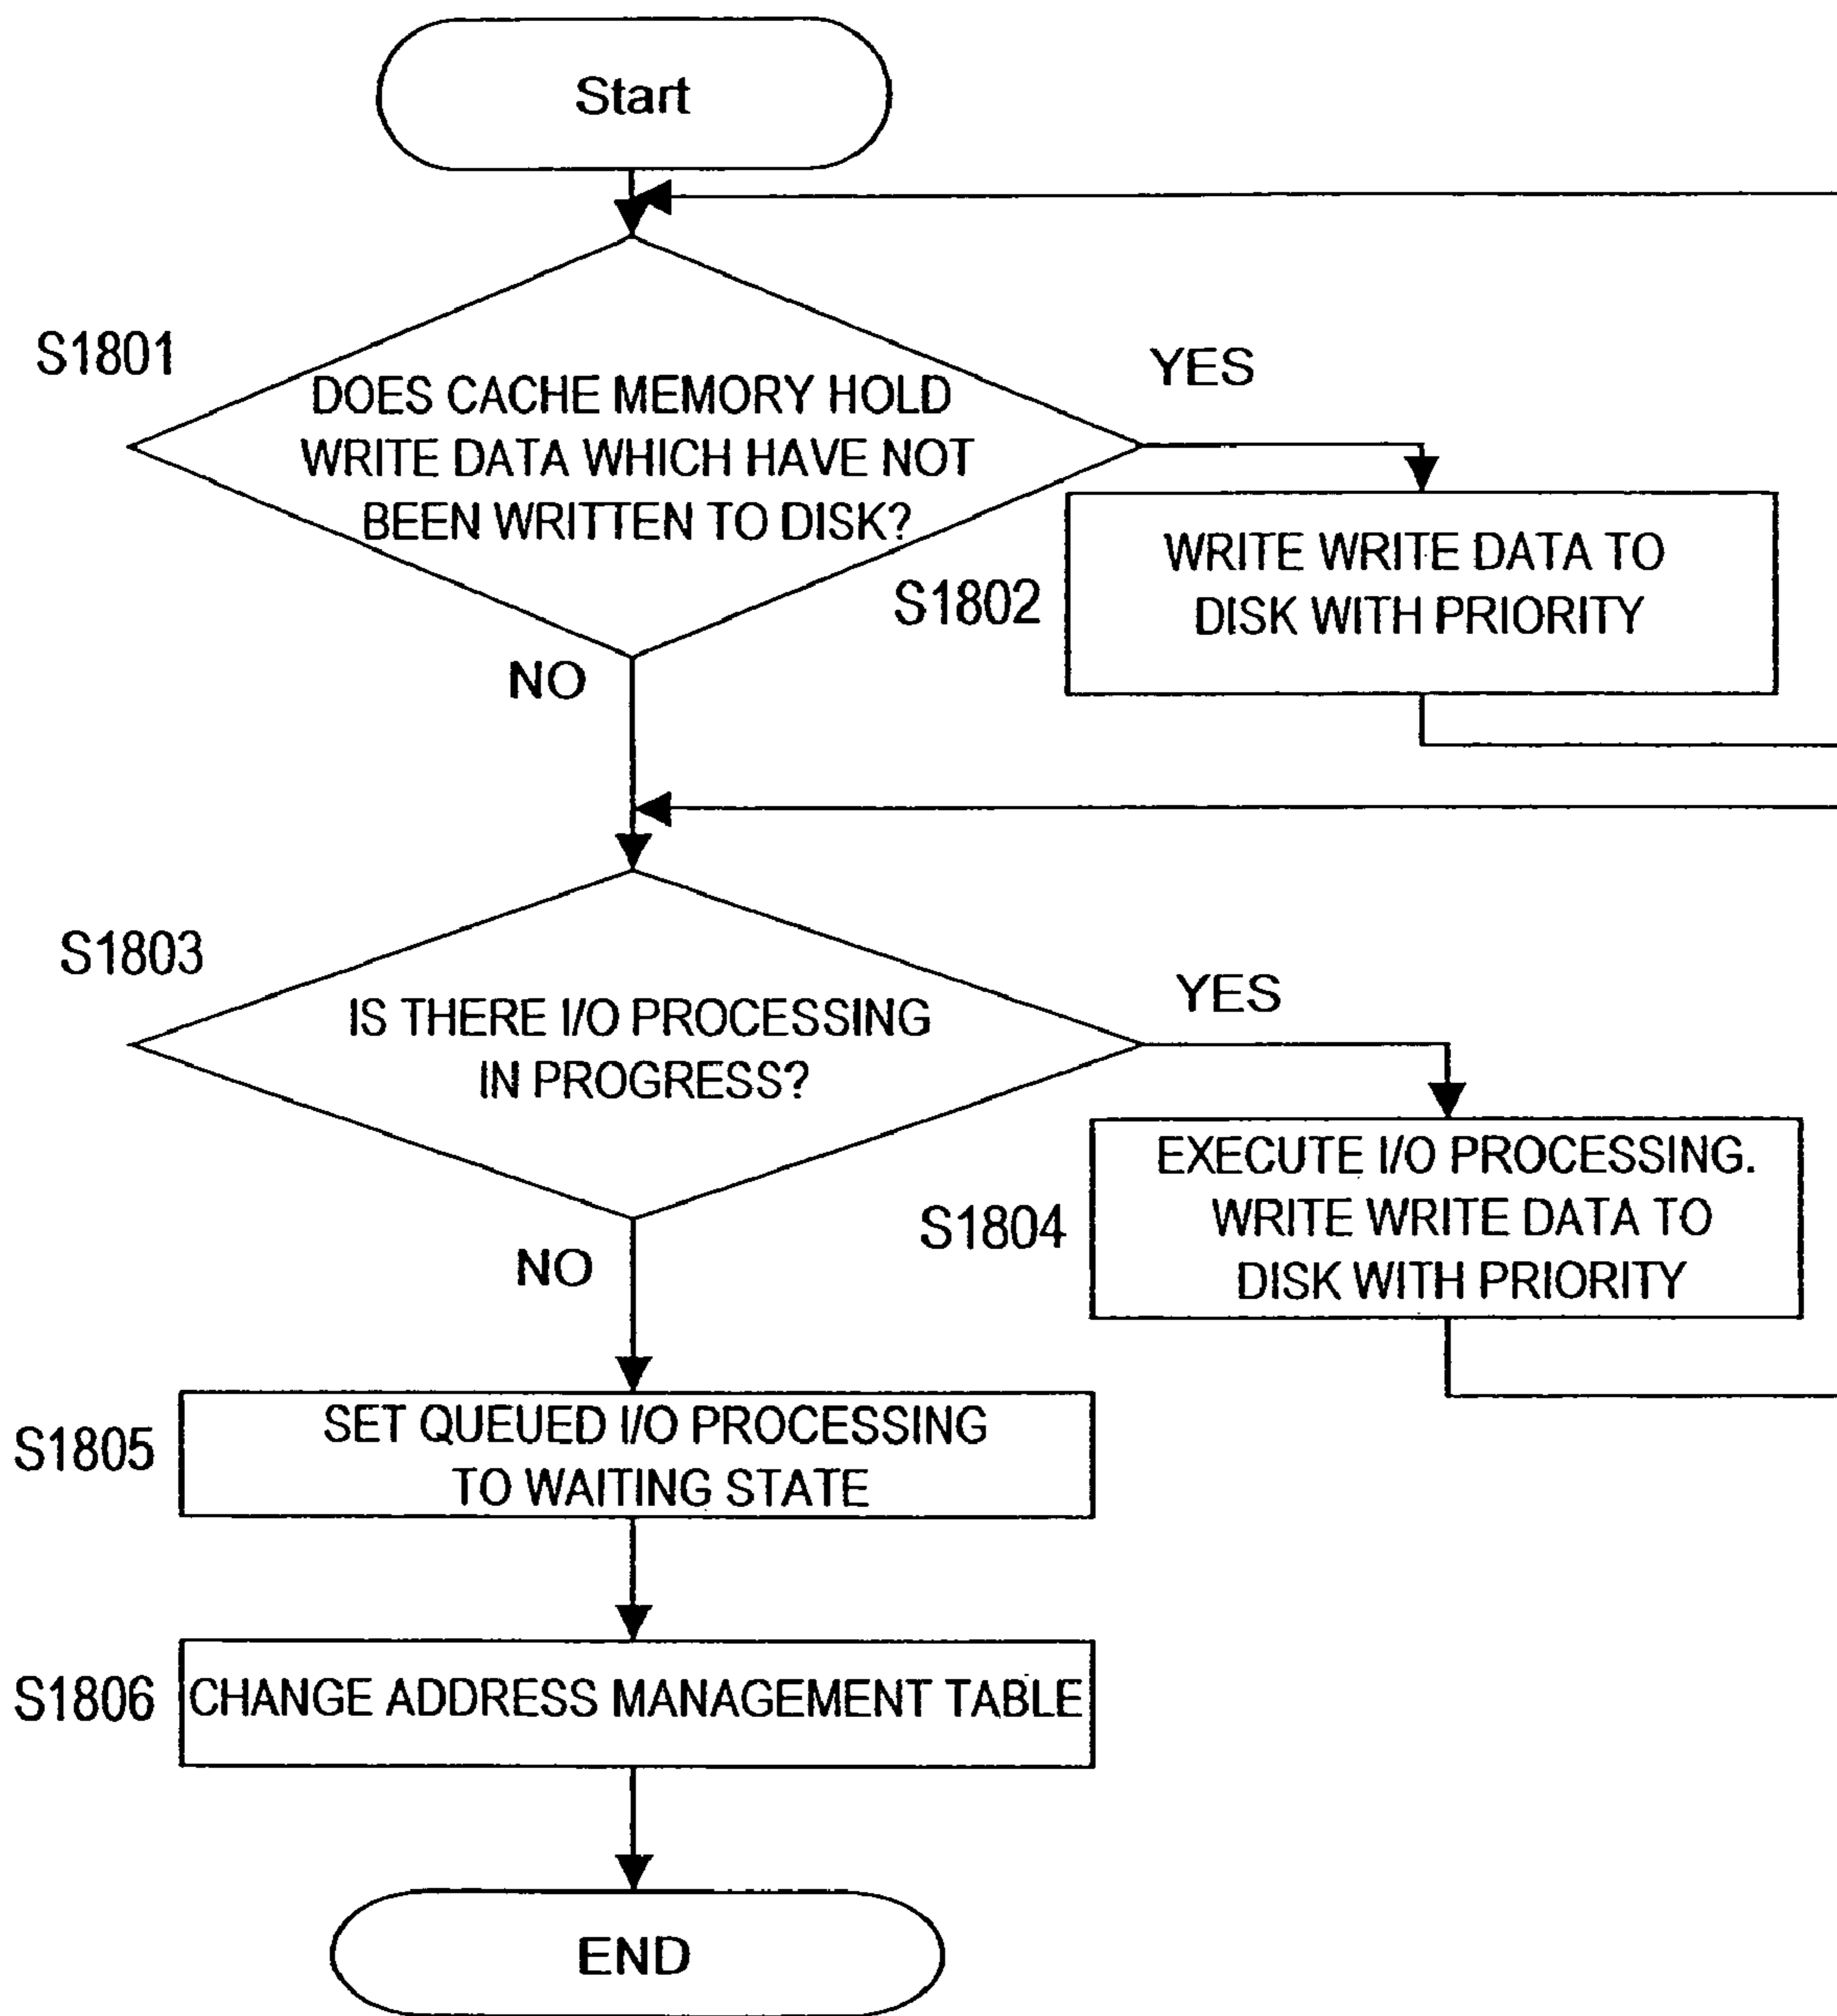 Start
S1801
DOES CACHE MEMORY HOLD
WRITE DATA WHICH HAVE NOT
BEEN WRITTEN TO DISK?
YES
S1802
WRITE WRITE DATA TO
DISK WITH PRIORITY
NO
S1803
IS THERE I/O PROCESSING
IN PROGRESS?
YES
S1804
EXECUTE I/O PROCESSING.
WRITE WRITE DATA TO
DISK WITH PRIORITY
NO
S1805
SET QUEUED I/O PROCESSING
TO WAITING STATE
S1806
CHANGE ADDRESS MANAGEMENT TABLE
END